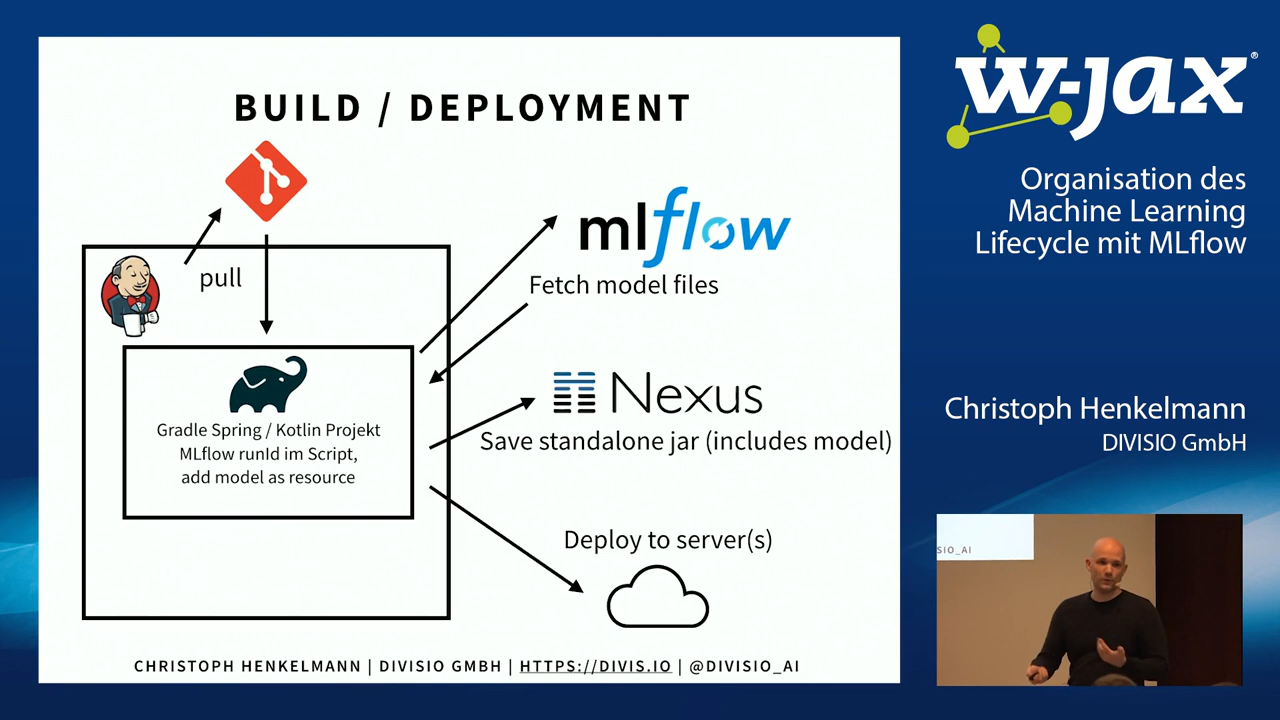 BUILD / DEPLOYMENT
pull
mlflow
Fetch model files
Gradle Spring / Kotlin Projekt
MLflow runId im Script,
add model as resource
Nexus
Save standalone jar (includes model)
Deploy to server(s)
CHRISTOPH HENKELMANN | DIVISIO GMBH | HTTPS://DIVIS.IO | @DIVISIO_AI
w-jax®
Organisation des
Machine Learning
Lifecycle mit MLflow
Christoph Henkelmann
DIVISIO GmbH
SIO_AI